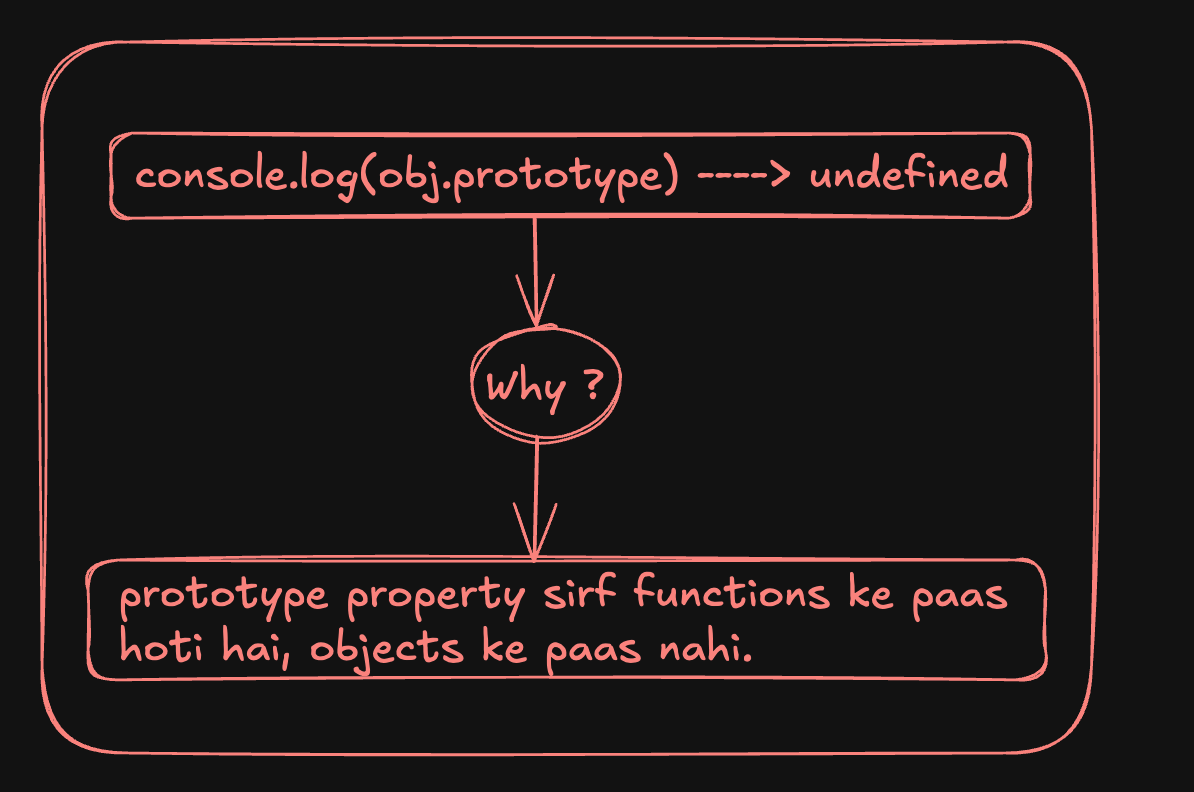 console.log(obj.prototype) ----> undefined
Why ?
prototype property sirf functions ke paas
hoti hai, objects ke paas nahi.